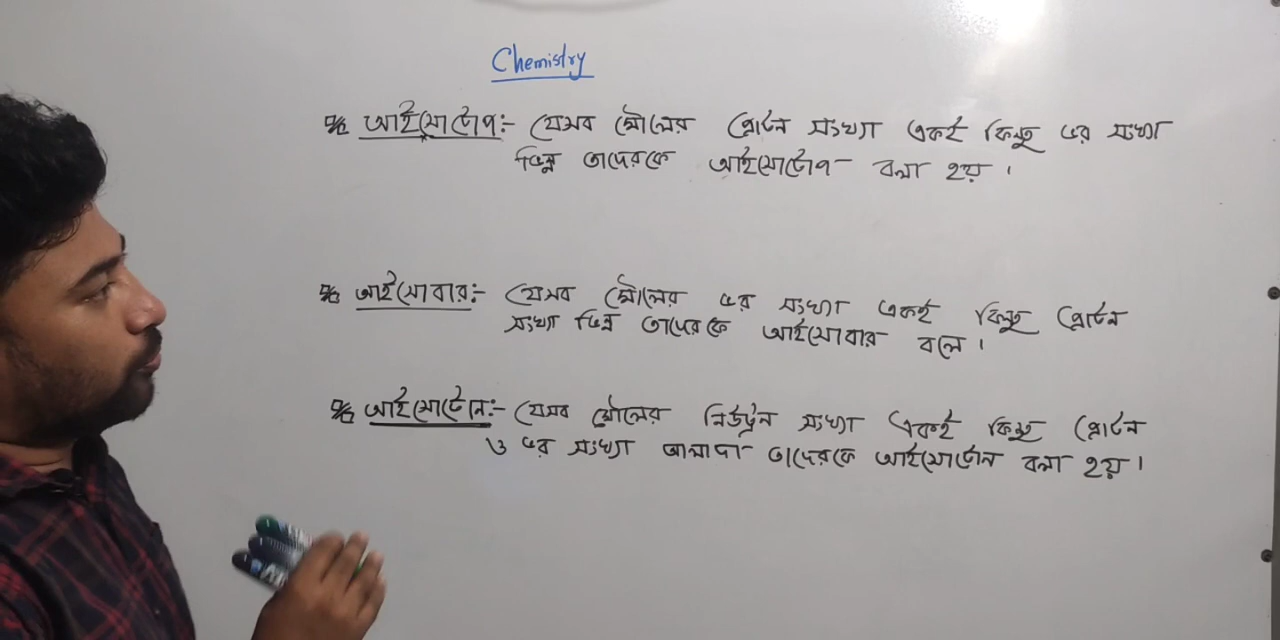 Chemistry
※ আইসোটোপ:- যেসব মৌলের প্রোটন সংখ্যা একই কিন্তু ভর সংখ্যা
ভিন্ন তাদেরকে আইসোটোপ বলা হয়।
※ আইসোবার:- যেসব মৌলের ভর সংখ্যা একই কিন্তু প্রোটন
সংখ্যা ভিন্ন তাদেরকে আইসোবার বলে।
※ আইসোটোন:- যেসব মৌলের নিউট্রন সংখ্যা একই কিন্তু প্রোটন
ও ভর সংখ্যা আলাদা তাদেরকে আইসোটোন বলা হয়।